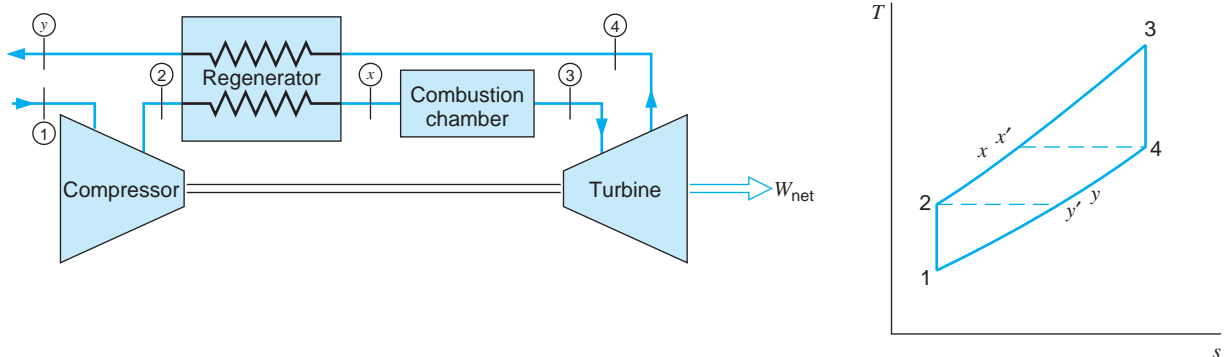 y
2
Regenerator
x
3
4
1
Combustion
chamber
Compressor
Turbine
W_net
T
3
x x′
4
2
y′ y
1
s